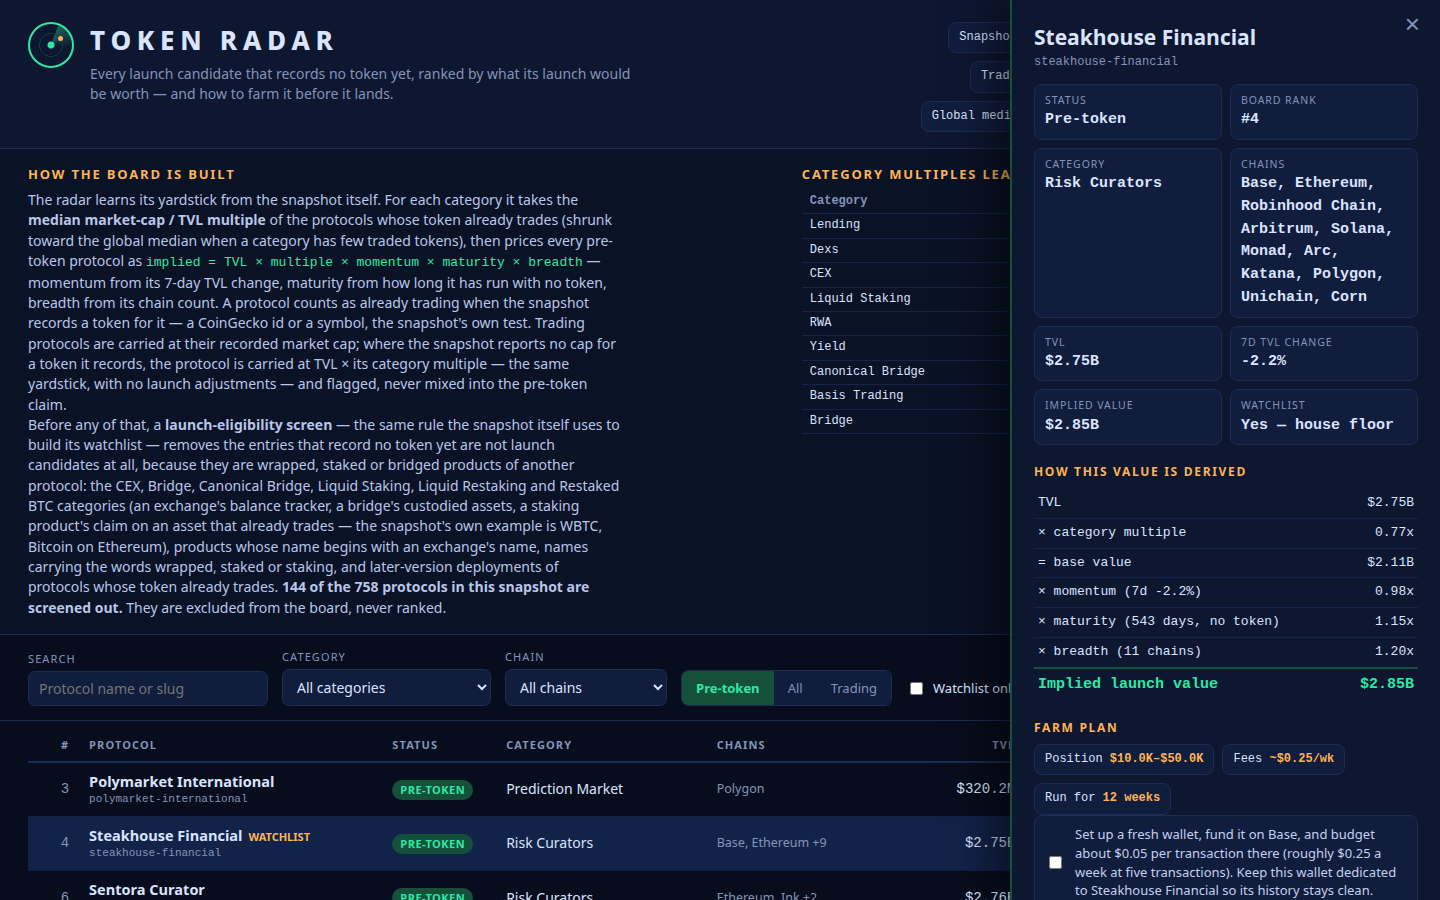 TOKEN RADAR
Every launch candidate that records no token yet, ranked by what its launch would
be worth — and how to farm it before it lands.
Snapsho
Trad
Global medi
HOW THE BOARD IS BUILT
The radar learns its yardstick from the snapshot itself. For each category it takes the
median market-cap / TVL multiple of the protocols whose token already trades (shrunk
toward the global median when a category has few traded tokens), then prices every pre-
token protocol as implied = TVL × multiple × momentum × maturity × breadth —
momentum from its 7-day TVL change, maturity from how long it has run with no token,
breadth from its chain count. A protocol counts as already trading when the snapshot
records a token for it — a CoinGecko id or a symbol, the snapshot's own test. Trading
protocols are carried at their recorded market cap; where the snapshot reports no cap for
a token it records, the protocol is carried at TVL × its category multiple — the same
yardstick, with no launch adjustments — and flagged, never mixed into the pre-token
claim.
Before any of that, a launch-eligibility screen — the same rule the snapshot itself uses to
build its watchlist — removes the entries that record no token yet are not launch
candidates at all, because they are wrapped, staked or bridged products of another
protocol: the CEX, Bridge, Canonical Bridge, Liquid Staking, Liquid Restaking and Restaked
BTC categories (an exchange's balance tracker, a bridge's custodied assets, a staking
product's claim on an asset that already trades — the snapshot's own example is WBTC,
Bitcoin on Ethereum), products whose name begins with an exchange's name, names
carrying the words wrapped, staked or staking, and later-version deployments of
protocols whose token already trades. 144 of the 758 protocols in this snapshot are
screened out. They are excluded from the board, never ranked.
CATEGORY MULTIPLES LEA
Category
Lending
Dexs
CEX
Liquid Staking
RWA
Yield
Canonical Bridge
Basis Trading
Bridge
SEARCH
Protocol name or slug
CATEGORY
All categories
CHAIN
All chains
Pre-token All Trading
Watchlist onl
# PROTOCOL STATUS CATEGORY CHAINS TV
3 Polymarket International PRE-TOKEN Prediction Market Polygon $320.2M
polymarket-international
4 Steakhouse Financial WATCHLIST PRE-TOKEN Risk Curators Base, Ethereum +9 $2.75B
steakhouse-financial
6 Sentora Curator PRE-TOKEN Risk Curators Ethereum, Ink +2 $2.76B
×
Steakhouse Financial
steakhouse-financial
STATUS
Pre-token
BOARD RANK
#4
CATEGORY
Risk Curators
CHAINS
Base, Ethereum,
Robinhood Chain,
Arbitrum, Solana,
Monad, Arc,
Katana, Polygon,
Unichain, Corn
TVL
$2.75B
7D TVL CHANGE
-2.2%
IMPLIED VALUE
$2.85B
WATCHLIST
Yes — house floor
HOW THIS VALUE IS DERIVED
TVL $2.75B
× category multiple 0.77x
= base value $2.11B
× momentum (7d -2.2%) 0.98x
× maturity (543 days, no token) 1.15x
× breadth (11 chains) 1.20x
Implied launch value $2.85B
FARM PLAN
Position $10.0K–$50.0K
Fees ~$0.25/wk
Run for 12 weeks
Set up a fresh wallet, fund it on Base, and budget
about $0.05 per transaction there (roughly $0.25 a
week at five transactions). Keep this wallet dedicated
to Steakhouse Financial so its history stays clean.